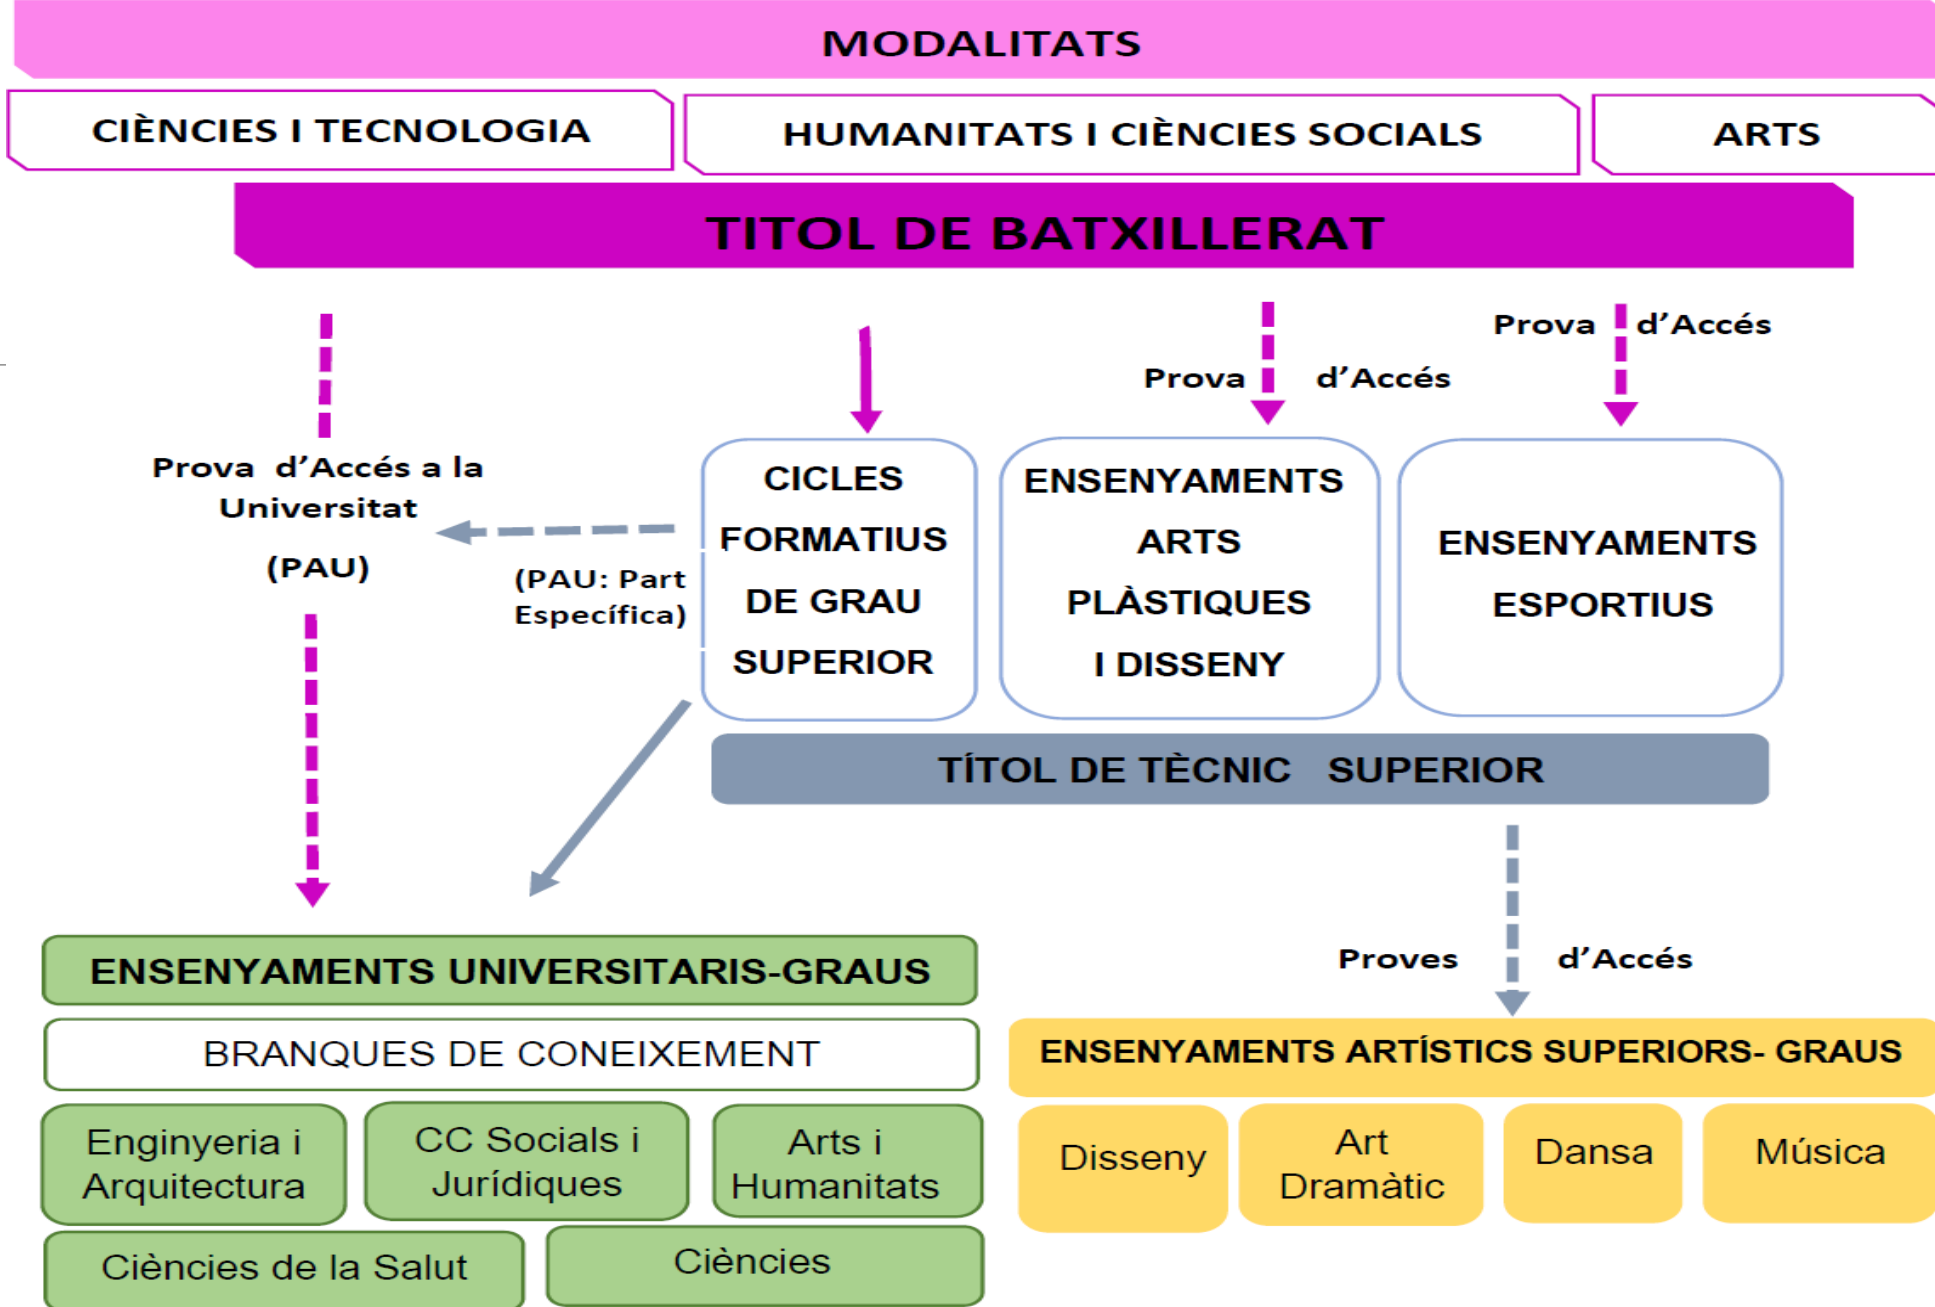 MODALITATS
CIÈNCIES I TECNOLOGIA
HUMANITATS I CIÈNCIES SOCIALS
ARTS
TITOL DE BATXILLERAT
Prova d’Accés
Prova d’Accés
Prova d’Accés a la
Universitat
(PAU)
(PAU: Part
Específica)
CICLES
FORMATIUS
DE GRAU
SUPERIOR
ENSENYAMENTS
ARTS
PLÀSTIQUES
I DISSENY
ENSENYAMENTS
ESPORTIUS
TÍTOL DE TÈCNIC SUPERIOR
Proves d’Accés
ENSENYAMENTS UNIVERSITARIS-GRAUS
BRANQUES DE CONEIXEMENT
Enginyeria i
Arquitectura
CC Socials i
Jurídiques
Arts i
Humanitats
Ciències de la Salut
Ciències
ENSENYAMENTS ARTÍSTICS SUPERIORS- GRAUS
Disseny
Art
Dramàtic
Dansa
Música